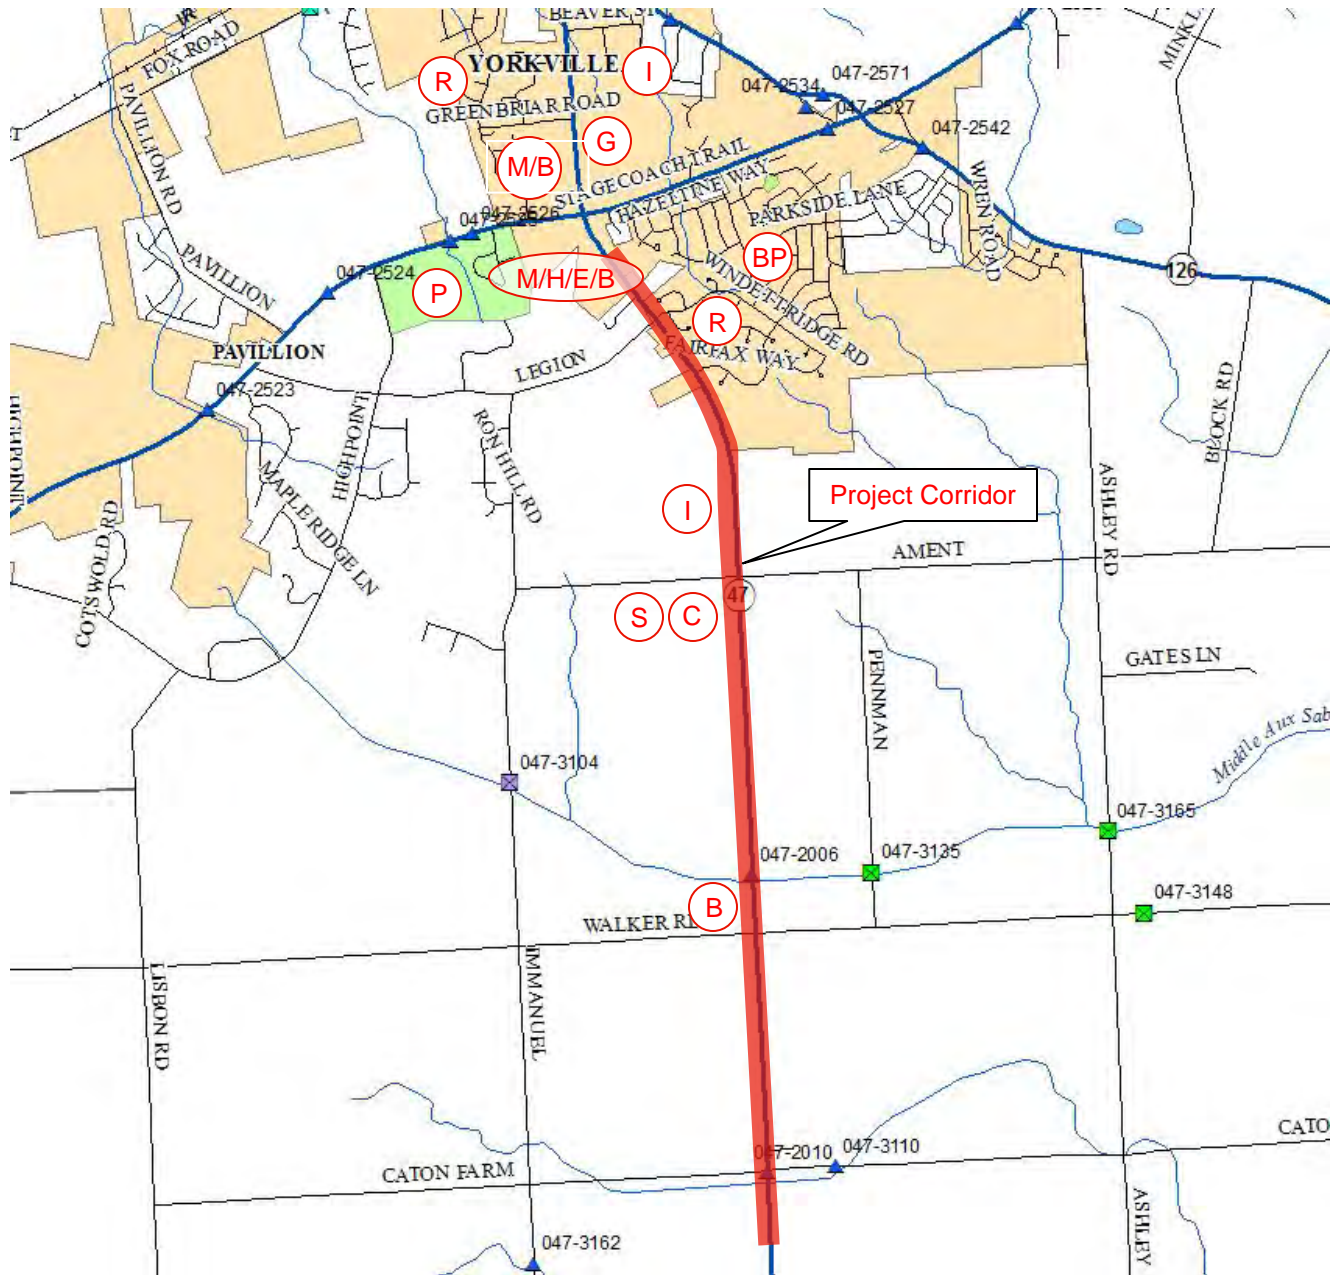 BEAVER ST
FOX ROAD
YORKVILLE
R
I
MINKL
047-2534
047-2571
047-2527
047-2542
PAVILLION RD
GREENBRIAR ROAD
G
M/B
STAGECOACH TRAIL
HAZELTINE WAY
PARKSIDE LANE
WREN ROAD
047-2526
047-2524
PAVILLION
BP
WINDETT RIDGE RD
126
P
M/H/E/B
R
FAIRFAX WAY
PAVILLION
LEGION
047-2523
HIGHPOINT
HIGHPOINT
RON HILL RD
BLOCK RD
MAPLE RIDGE LN
COTSWOLD RD
I
Project Corridor
ASHLEY RD
AMENT
S
C
47
PENNMAN
GATES LN
Middle Aux Sab
047-3104
047-3165
047-2006
047-3135
047-3148
B
WALKER RD
LISBON RD
IMMANUEL
CATO
047-2010
047-3110
CATON FARM
ASHLEY
047-3162